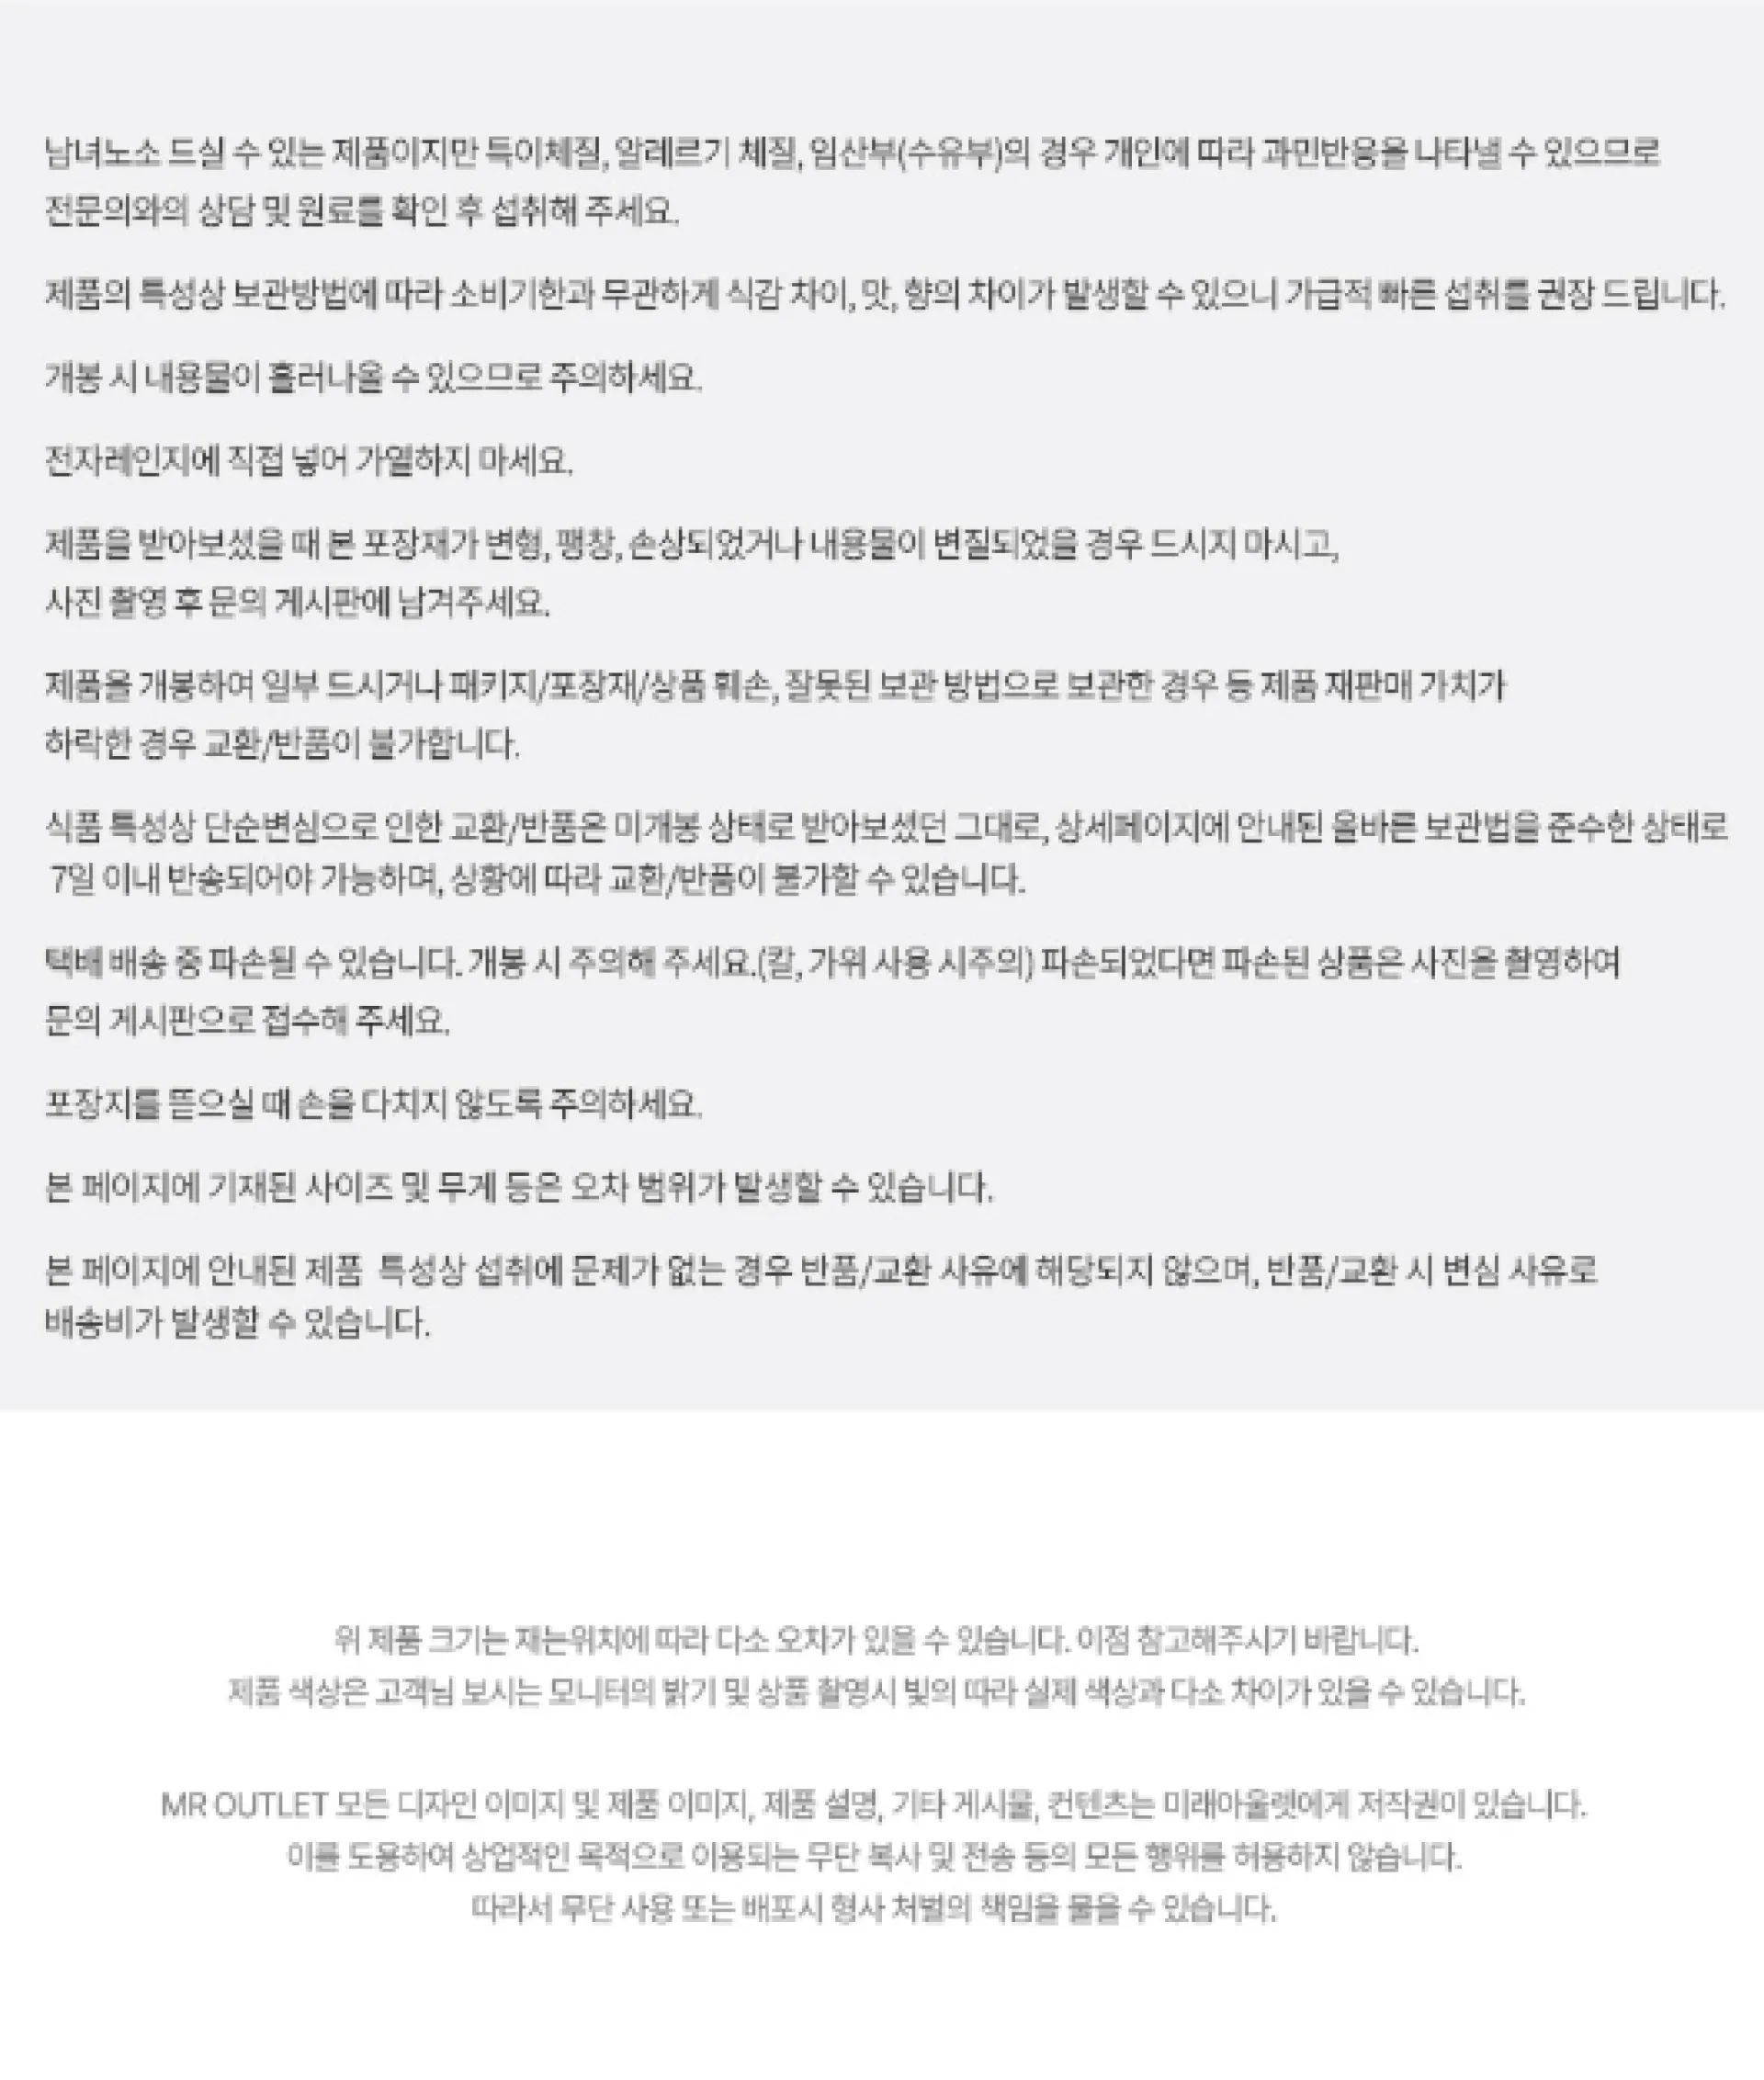 남녀노소 드실 수 있는 제품이지만 특이체질, 알레르기 체질, 임산부(수유부)의 경우 개인에 따라 과민반응을 나타낼 수 있으므로
전문의와의 상담 및 원료를 확인 후 섭취해 주세요.
제품의 특성상 보관방법에 따라 소비기한과 무관하게 식감 차이, 맛, 향의 차이가 발생할 수 있으니 가급적 빠른 섭취를 권장 드립니다.
개봉 시 내용물이 흘러나올 수 있으므로 주의하세요.
전자레인지에 직접 넣어 가열하지 마세요.
제품을 받아보셨을 때 본 포장재가 변형, 팽창, 손상되었거나 내용물이 변질되었을 경우 드시지 마시고,
사진 촬영 후 문의 게시판에 남겨주세요.
제품을 개봉하여 일부 드시거나 패키지/포장재/상품 훼손, 잘못된 보관 방법으로 보관한 경우 등 제품 재판매 가치가
하락한 경우 교환/반품이 불가합니다.
식품 특성상 단순변심으로 인한 교환/반품은 미개봉 상태로 받아보셨던 그대로, 상세페이지에 안내된 올바른 보관법을 준수한 상태로
7일 이내 반송되어야 가능하며, 상황에 따라 교환/반품이 불가할 수 있습니다.
택배 배송 중 파손될 수 있습니다. 개봉 시 주의해 주세요.(칼, 가위 사용 시주의) 파손되었다면 파손된 상품은 사진을 촬영하여
문의 게시판으로 접수해 주세요.
포장지를 뜯으실 때 손을 다치지 않도록 주의하세요.
본 페이지에 기재된 사이즈 및 무게 등은 오차 범위가 발생할 수 있습니다.
본 페이지에 안내된 제품 특성상 섭취에 문제가 없는 경우 반품/교환 사유에 해당되지 않으며, 반품/교환 시 변심 사유로
배송비가 발생할 수 있습니다.
위 제품 크기는 재는위치에 따라 다소 오차가 있을 수 있습니다. 이점 참고해주시기 바랍니다.
제품 색상은 고객님 보시는 모니터의 밝기 및 상품 촬영시 빛의 따라 실제 색상과 다소 차이가 있을 수 있습니다.
MR OUTLET 모든 디자인 이미지 및 제품 이미지, 제품 설명, 기타 게시물, 컨텐츠는 미래아울렛에게 저작권이 있습니다.
이를 도용하여 상업적인 목적으로 이용되는 무단 복사 및 전송 등의 모든 행위를 허용하지 않습니다.
따라서 무단 사용 또는 배포시 형사 처벌의 책임을 물을 수 있습니다.